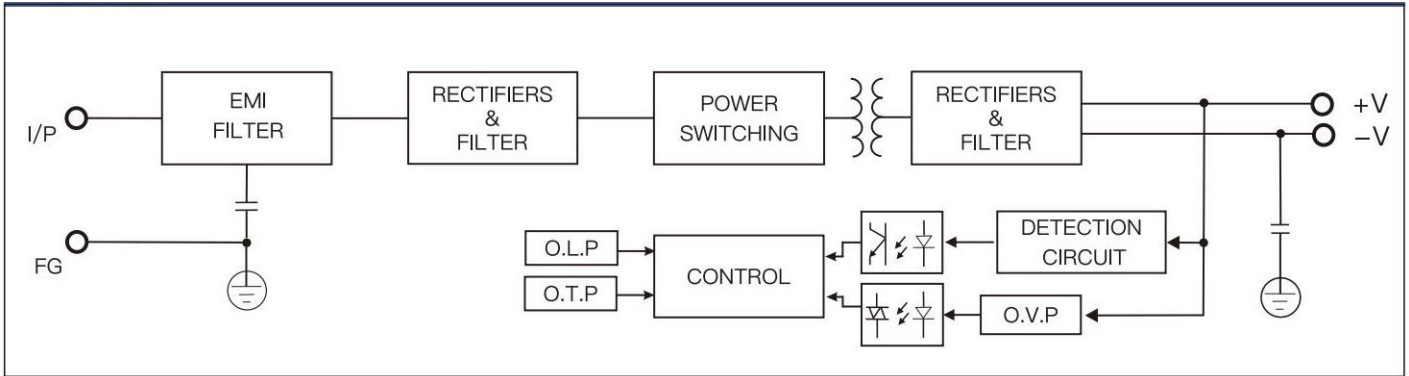 I/P
EMI
FILTER
RECTIFIERS
&
FILTER
POWER
SWITCHING
RECTIFIERS
&
FILTER
+V
−V
FG
O.L.P
O.T.P
CONTROL
DETECTION
CIRCUIT
O.V.P